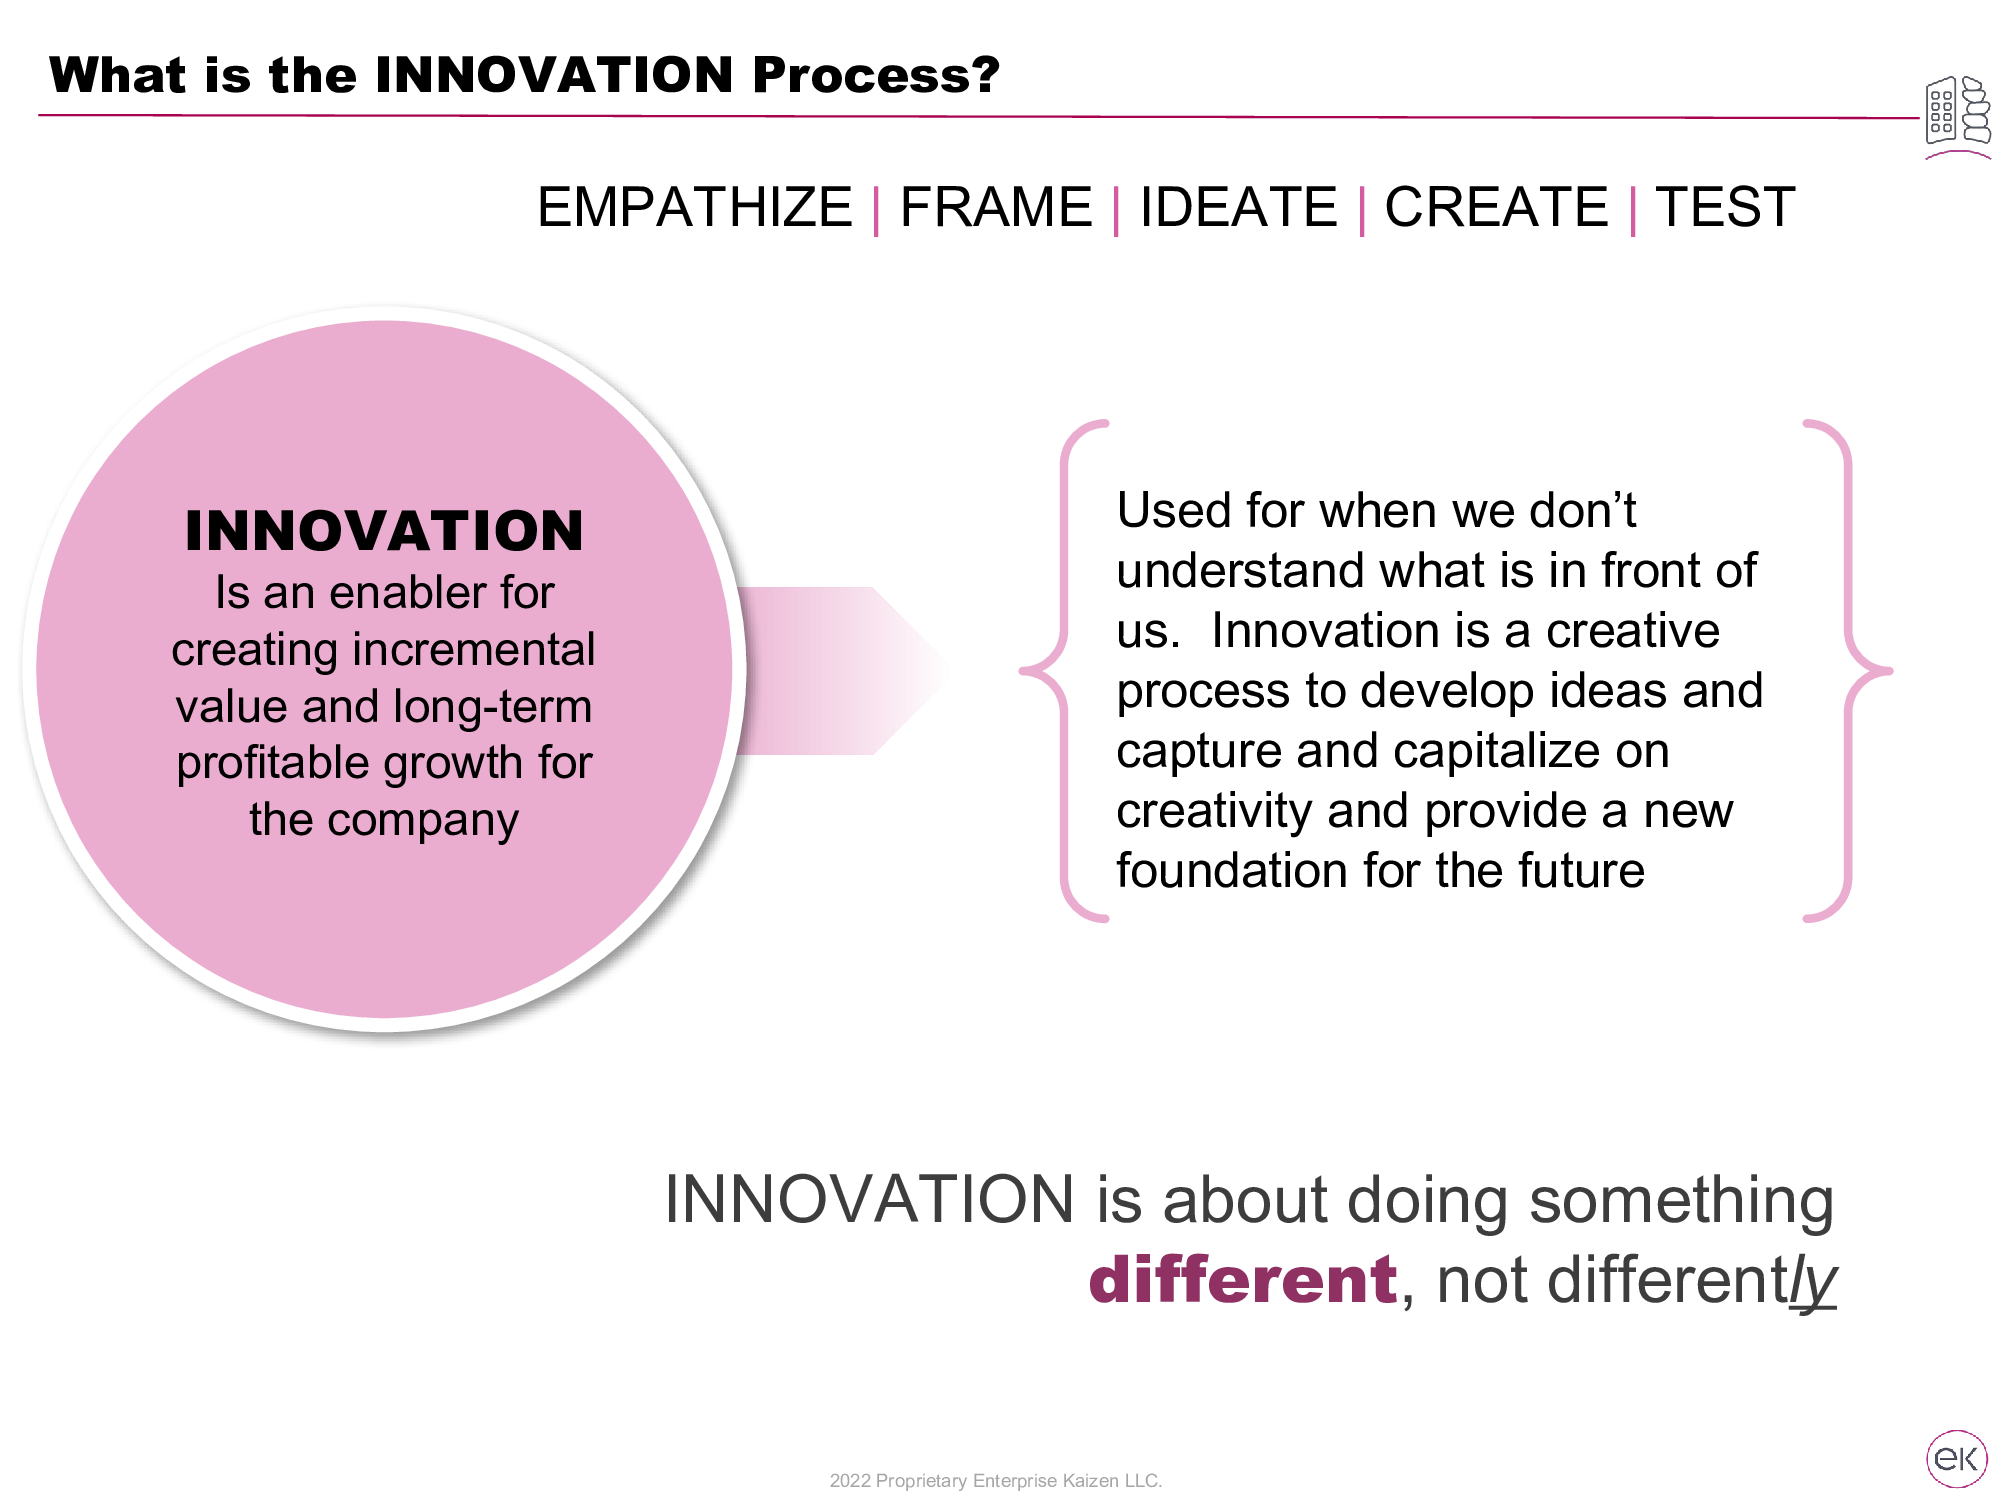 What is the INNOVATION Process?
EMPATHIZE | FRAME | IDEATE | CREATE | TEST
INNOVATION
Is an enabler for
creating incremental
value and long-term
profitable growth for
the company
Used for when we don’t
understand what is in front of
us.  Innovation is a creative
process to develop ideas and
capture and capitalize on
creativity and provide a new
foundation for the future
INNOVATION is about doing something
different, not differently
2022 Proprietary Enterprise Kaizen LLC.
eK